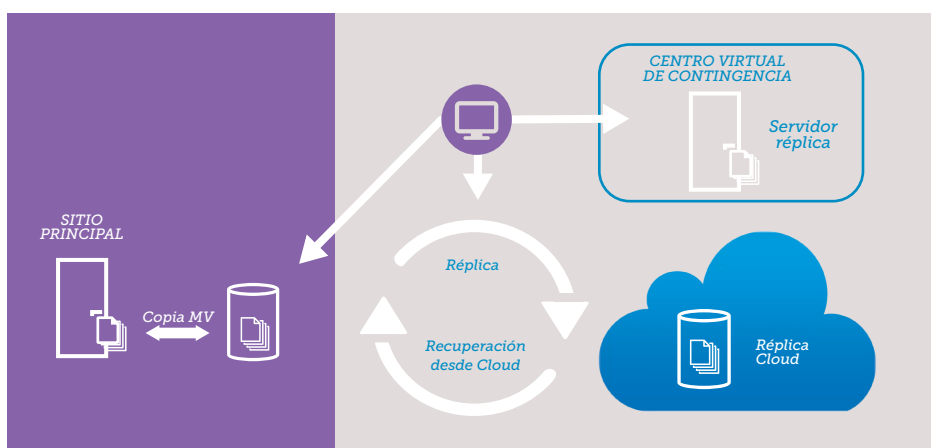 CENTRO VIRTUAL
DE CONTINGENCIA
Servidor
réplica
SITIO
PRINCIPAL
Copia MV
Réplica
Recuperación
desde Cloud
Réplica
Cloud